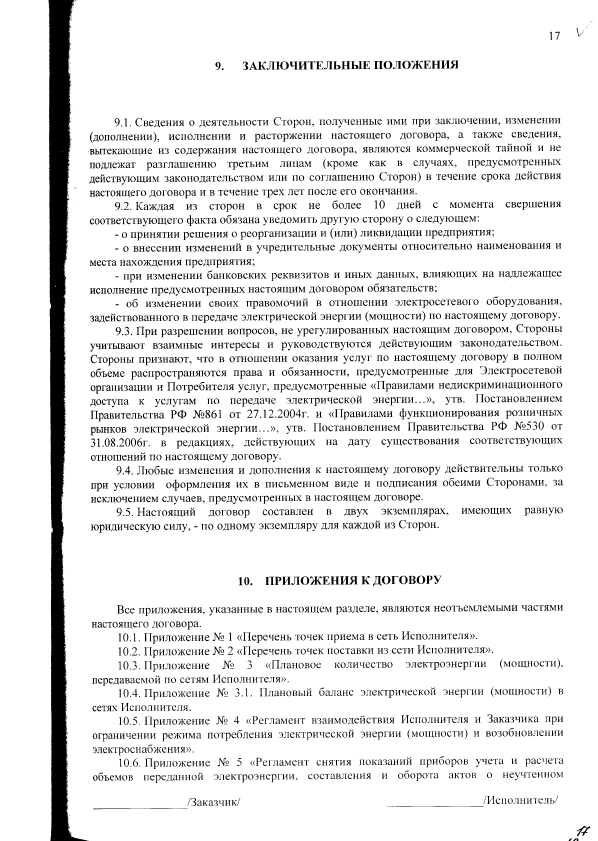 17
9. ЗАКЛЮЧИТЕЛЬНЫЕ ПОЛОЖЕНИЯ
9.1. Сведения о деятельности Сторон, полученные ими при заключении, изменении
(дополнении), исполнении и расторжении настоящего договора, а также сведения,
вытекающие из содержания настоящего договора, являются коммерческой тайной и не
подлежат разглашению третьим лицам (кроме как в случаях, предусмотренных
действующим законодательством или по соглашению Сторон) в течение срока действия
настоящего договора и в течение трех лет после его окончания.
9.2. Каждая из сторон в срок не более 10 дней с момента свершения
соответствующего факта обязана уведомить другую сторону о следующем:
- о принятии решения о реорганизации и (или) ликвидации предприятия;
- о внесении изменений в учредительные документы относительно наименования и
места нахождения предприятия;
- при изменении банковских реквизитов и иных данных, влияющих на надлежащее
исполнение предусмотренных настоящим договором обязательств;
- об изменении своих правомочий в отношении электросетевого оборудования,
задействованного в передаче электрической энергии (мощности) по настоящему договору.
9.3. При разрешении вопросов, не урегулированных настоящим договором, Стороны
учитывают взаимные интересы и руководствуются действующим законодательством.
Стороны признают, что в отношении оказания услуг по настоящему договору в полном
объеме распространяются права и обязанности, предусмотренные для Электросетевой
организации и Потребителя услуг, предусмотренные «Правилами недискриминационного
доступа к услугам по передаче электрической энергии…», утв. Постановлением
Правительства РФ №861 от 27.12.2004г. и «Правилами функционирования розничных
рынков электрической энергии…», утв. Постановлением Правительства РФ №530 от
31.08.2006г. в редакциях, действующих на дату существования соответствующих
отношений по настоящему договору.
9.4. Любые изменения и дополнения к настоящему договору действительны только
при условии оформления их в письменном виде и подписания обеими Сторонами, за
исключением случаев, предусмотренных в настоящем договоре.
9.5. Настоящий договор составлен в двух экземплярах, имеющих равную
юридическую силу, - по одному экземпляру для каждой из Сторон.
10. ПРИЛОЖЕНИЯ К ДОГОВОРУ
Все приложения, указанные в настоящем разделе, являются неотъемлемыми частями
настоящего договора.
10.1. Приложение № 1 «Перечень точек приема в сеть Исполнителя».
10.2. Приложение № 2 «Перечень точек поставки из сети Исполнителя».
10.3. Приложение № 3 «Плановое количество электроэнергии (мощности),
передаваемой по сетям Исполнителя».
10.4. Приложение № 3.1. Плановый баланс электрической энергии (мощности) в
сетях Исполнителя.
10.5. Приложение № 4 «Регламент взаимодействия Исполнителя и Заказчика при
ограничении режима потребления электрической энергии (мощности) и возобновлении
электроснабжения».
10.6. Приложение № 5 «Регламент снятия показаний приборов учета и расчета
объемов переданной электроэнергии, составления и оборота актов о неучтенном
/Заказчик/ /Исполнитель/
17